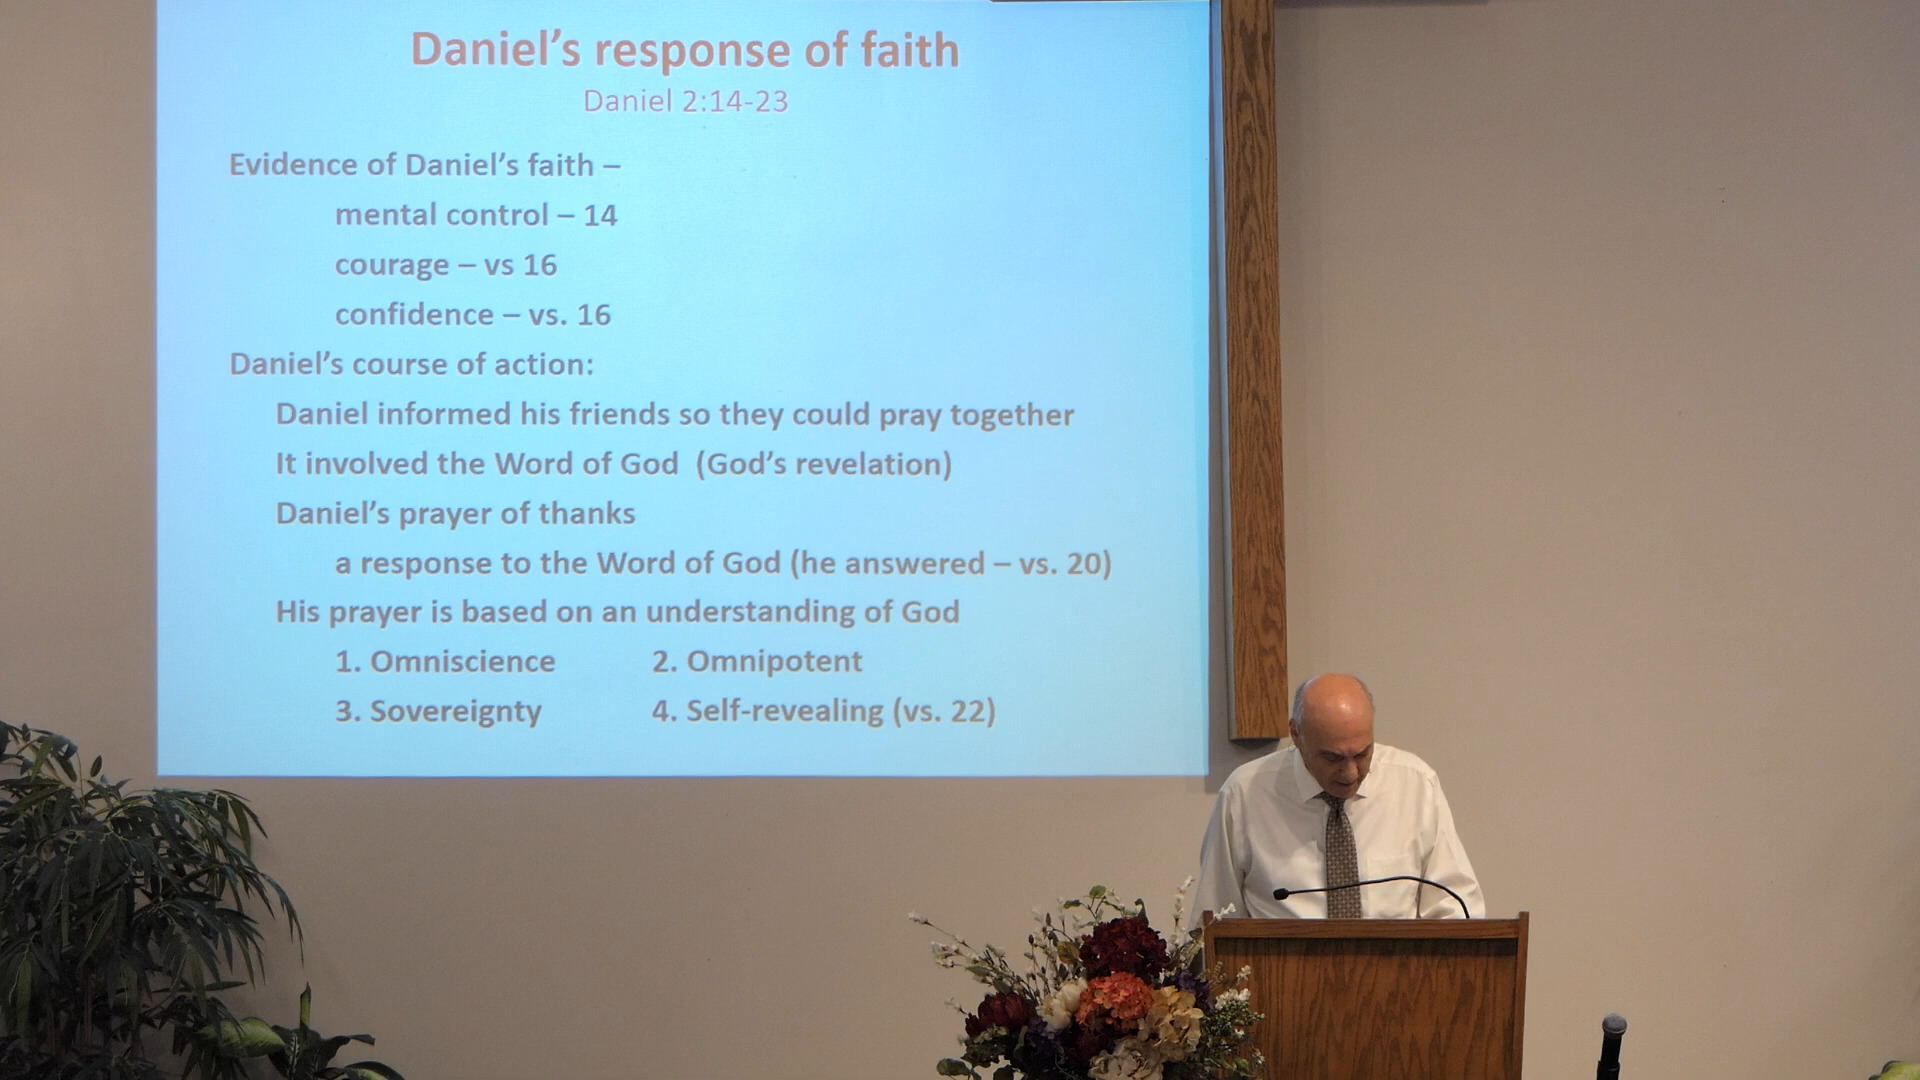 Daniel’s response of faith
Daniel 2:14-23
Evidence of Daniel’s faith –
mental control – 14
courage – vs 16
confidence – vs. 16
Daniel’s course of action:
Daniel informed his friends so they could pray together
It involved the Word of God (God’s revelation)
Daniel’s prayer of thanks
a response to the Word of God (he answered – vs. 20)
His prayer is based on an understanding of God
1. Omniscience 2. Omnipotent
3. Sovereignty 4. Self-revealing (vs. 22)